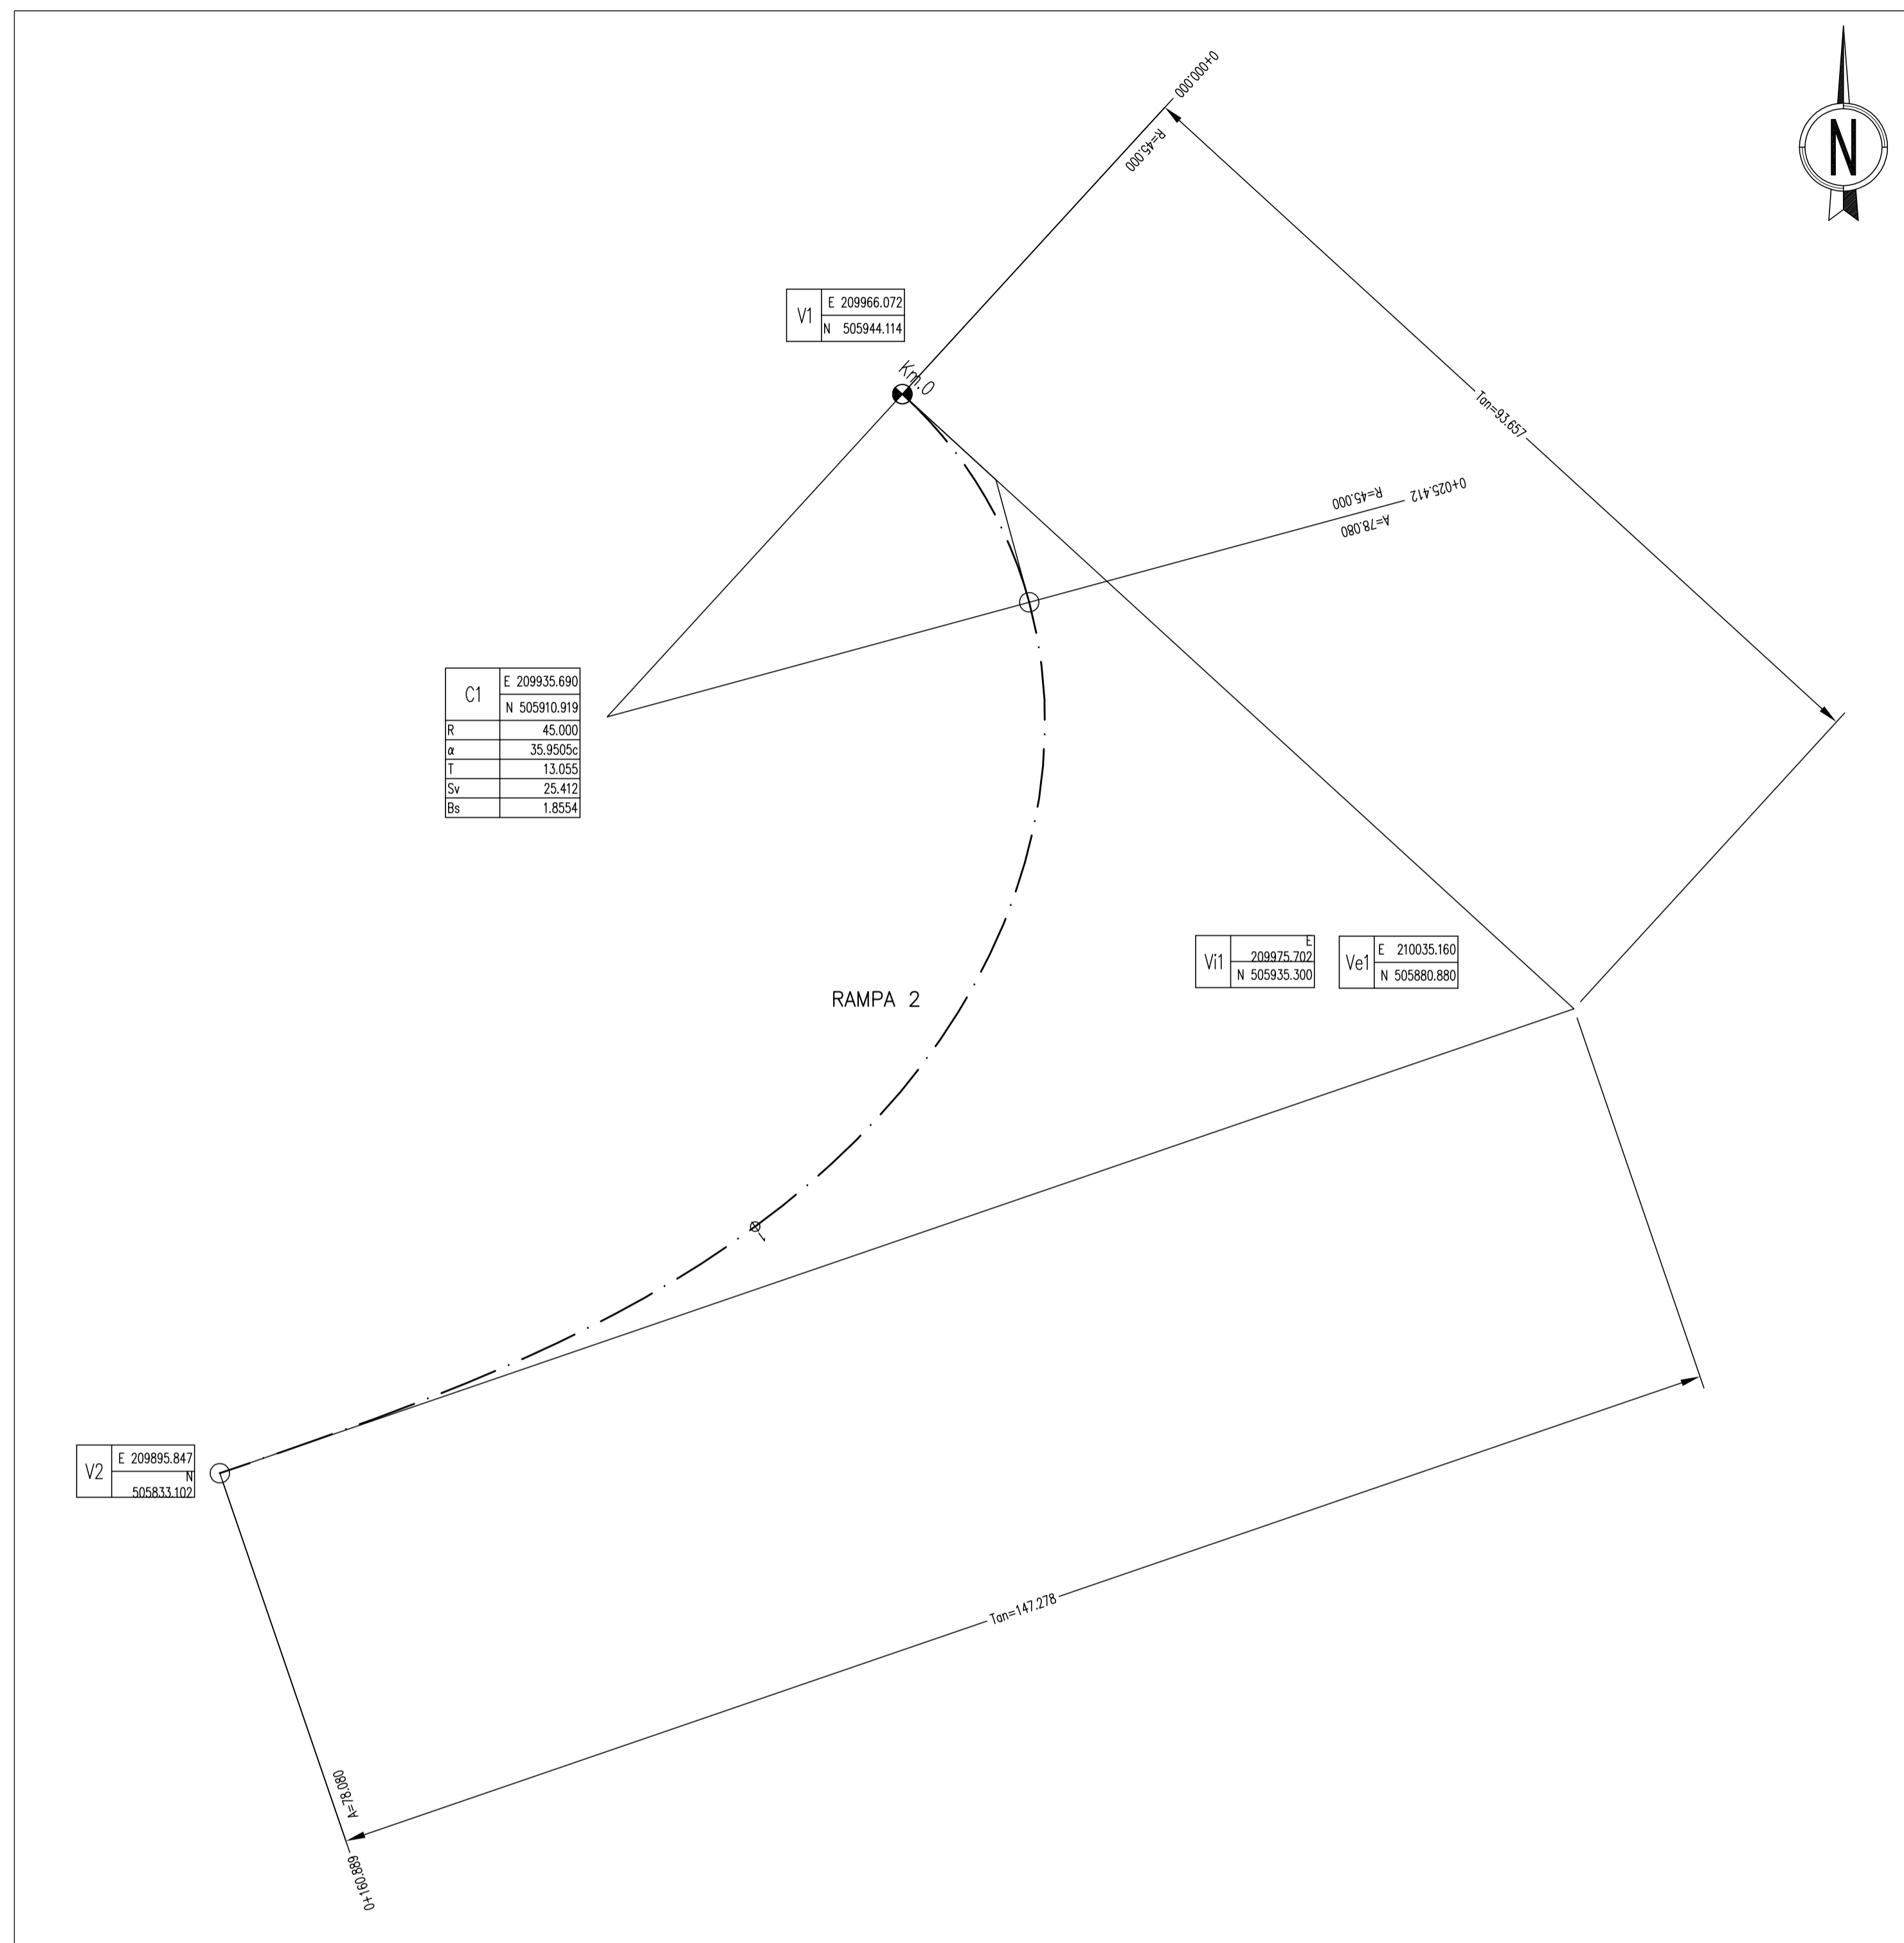 0+000.000
R=45.000
N
V1
E 209966.072
N 505944.114
Km.0
Tan=93.657
0+025.412
R=45.000
A=78.080
C1
E 209935.690
N 505910.919
R 45.000
α 35.9505c
T 13.055
Sv 25.412
Bs 1.8554
Vi1
E
209975.702
N 505935.300
Ve1
E 210035.160
N 505880.880
RAMPA 2
1
V2
E 209895.847
N
505833.102
Tan=147.278
A=78.080
0+160.889